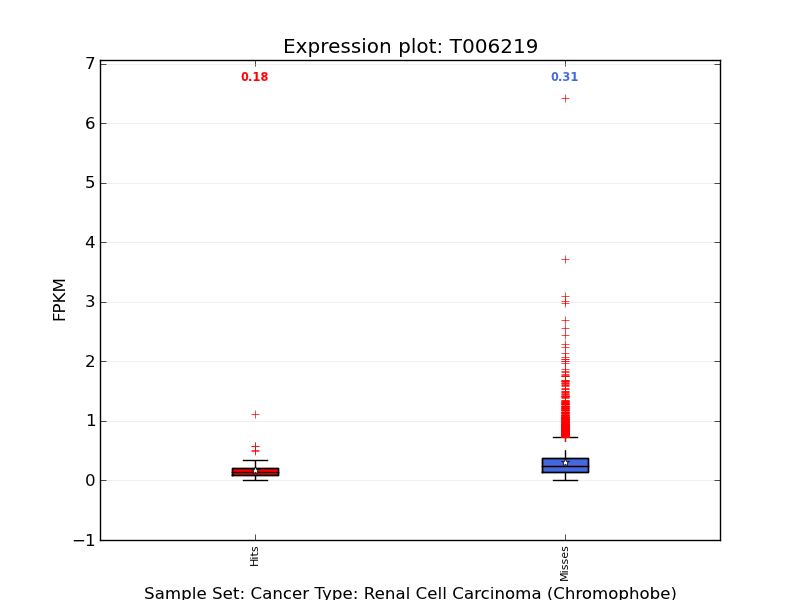 Expression plot: T006219
7
0.18
0.31
6
5
4
3
2
1
0
−1
FPKM
Hits
Misses
Sample Set: Cancer Type: Renal Cell Carcinoma (Chromophobe)